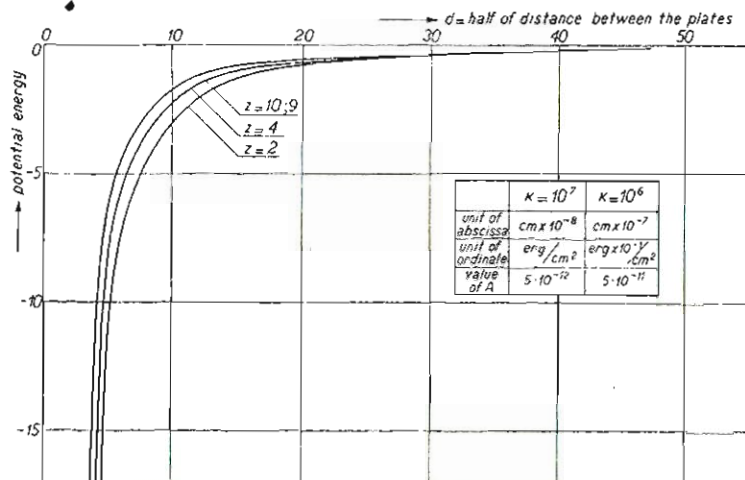 d = half of distance between the plates
0 10 20 30 40 50
0
potential energy
z = 10;9
z = 4
z = 2
-5
κ = 10⁷ κ = 10⁶
unit of abscissa cm x 10⁻⁸ cm x 10⁻⁷
unit of ordinate erg/cm² erg x 10⁻¹/cm²
value of A 5·10⁻¹² 5·10⁻¹¹
-10
-15